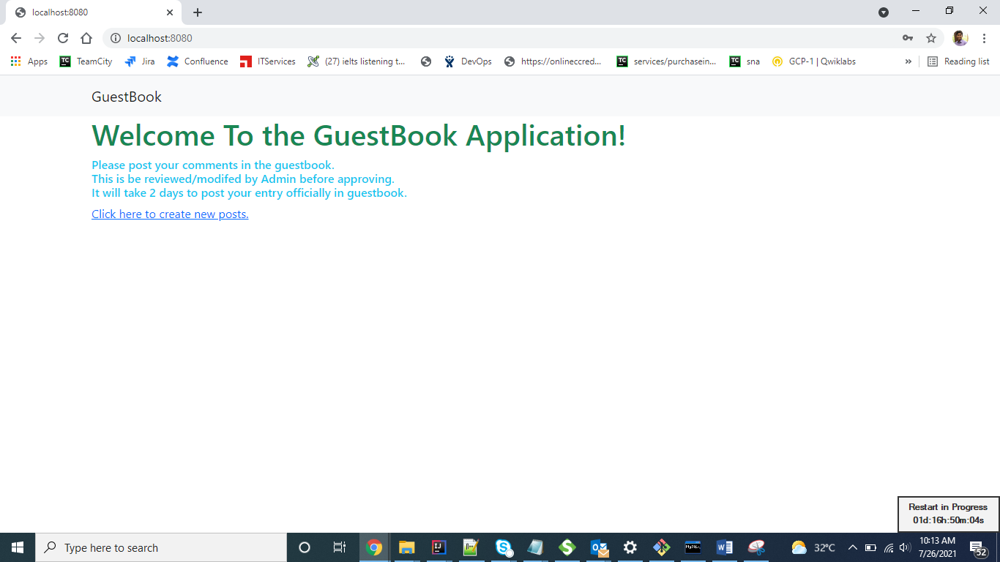 localhost:8080
localhost:8080
Apps TeamCity Jira Confluence ITServices (27) ielts listening t... DevOps https://onlineccred... services/purchasein... sna GCP-1 | Qwiklabs » Reading list
GuestBook
Welcome To the GuestBook Application!
Please post your comments in the guestbook.
This is be reviewed/modifed by Admin before approving.
It will take 2 days to post your entry officially in guestbook.
Click here to create new posts.
Restart in Progress
01d:16h:50m:04s
Type here to search
32°C
10:13 AM
7/26/2021
52